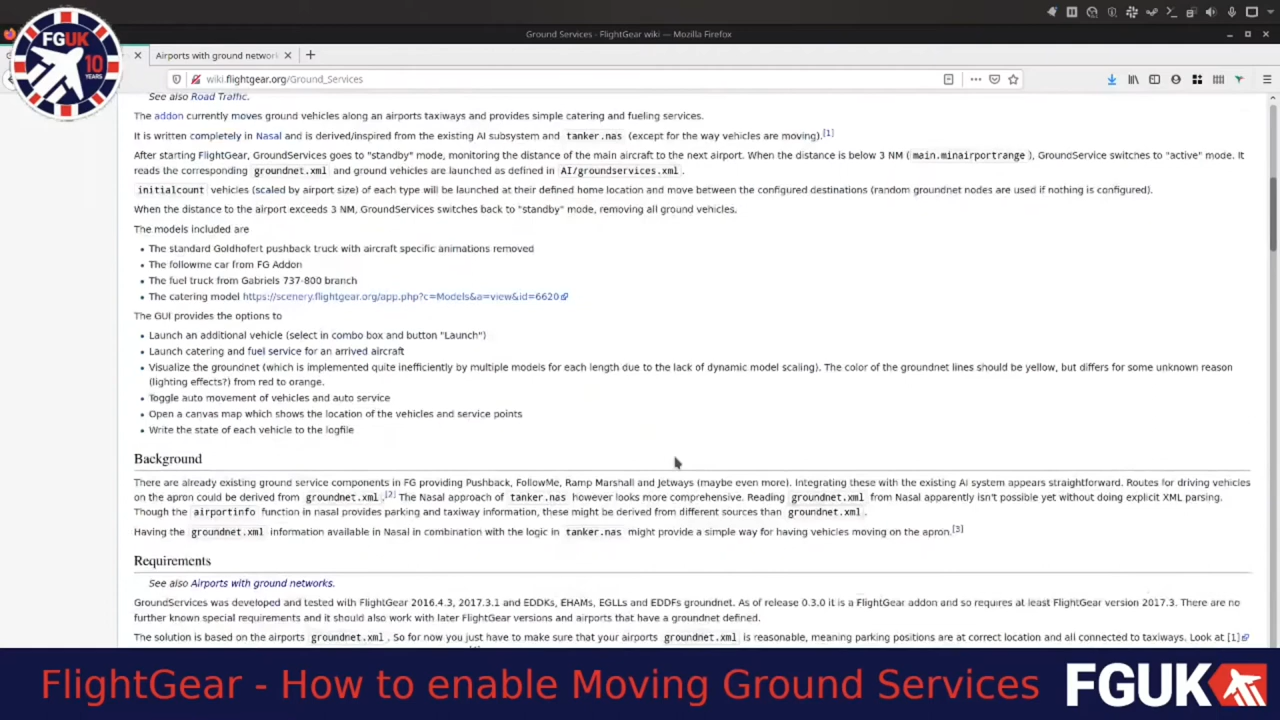 Ground Services - FlightGear wiki — Mozilla Firefox
FGUK
10
YEARS
Airports with ground networ
wiki.flightgear.org/Ground_Services
See also Road Traffic.
The addon currently moves ground vehicles along an airports taxiways and provides simple catering and fueling services.
It is written completely in Nasal and is derived/inspired from the existing AI subsystem and tanker.nas (except for the way vehicles are moving).[1]
After starting FlightGear, GroundServices goes to "standby" mode, monitoring the distance of the main aircraft to the next airport. When the distance is below 3 NM ( main.minairportrange ), GroundService switches to "active" mode. It
reads the corresponding groundnet.xml and ground vehicles are launched as defined in AI/groundservices.xml .
initialcount vehicles (scaled by airport size) of each type will be launched at their defined home location and move between the configured destinations (random groundnet nodes are used if nothing is configured).
When the distance to the airport exceeds 3 NM, GroundServices switches back to "standby" mode, removing all ground vehicles.
The models included are
• The standard Goldhofert pushback truck with aircraft specific animations removed
• The followme car from FG Addon
• The fuel truck from Gabriels 737-800 branch
• The catering model https://scenery.flightgear.org/app.php?c=Models&a=view&id=6620
The GUI provides the options to
• Launch an additional vehicle (select in combo box and button "Launch")
• Launch catering and fuel service for an arrived aircraft
• Visualize the groundnet (which is implemented quite inefficiently by multiple models for each length due to the lack of dynamic model scaling). The color of the groundnet lines should be yellow, but differs for some unknown reason
(lighting effects?) from red to orange.
• Toggle auto movement of vehicles and auto service
• Open a canvas map which shows the location of the vehicles and service points
• Write the state of each vehicle to the logfile
Background
There are already existing ground service components in FG providing Pushback, FollowMe, Ramp Marshall and Jetways (maybe even more). Integrating these with the existing AI system appears straightforward. Routes for driving vehicles
on the apron could be derived from groundnet.xml .[2] The Nasal approach of tanker.nas however looks more comprehensive. Reading groundnet.xml from Nasal apparently isn't possible yet without doing explicit XML parsing.
Though the airportinfo function in nasal provides parking and taxiway information, these might be derived from different sources than groundnet.xml .
Having the groundnet.xml information available in Nasal in combination with the logic in tanker.nas might provide a simple way for having vehicles moving on the apron.[3]
Requirements
See also Airports with ground networks.
GroundServices was developed and tested with FlightGear 2016.4.3, 2017.3.1 and EDDKs, EHAMs, EGLLs and EDDFs groundnet. As of release 0.3.0 it is a FlightGear addon and so requires at least FlightGear version 2017.3. There are no
further known special requirements and it should also work with later FlightGear versions and airports that have a groundnet defined.
The solution is based on the airports groundnet.xml . So for now you just have to make sure that your airports groundnet.xml is reasonable, meaning parking positions are at correct location and all connected to taxiways. Look at [1]
FlightGear - How to enable Moving Ground Services
FGUK